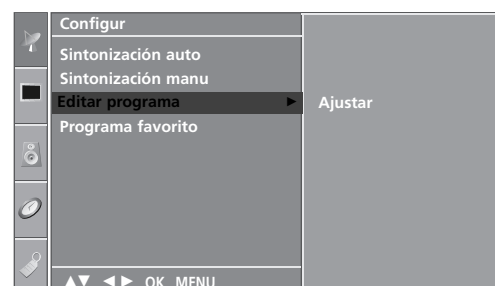 Configur
Sintonización auto
Sintonización manu
Editar programa ► Ajustar
Programa favorito
▲▼ ◄► OK MENU